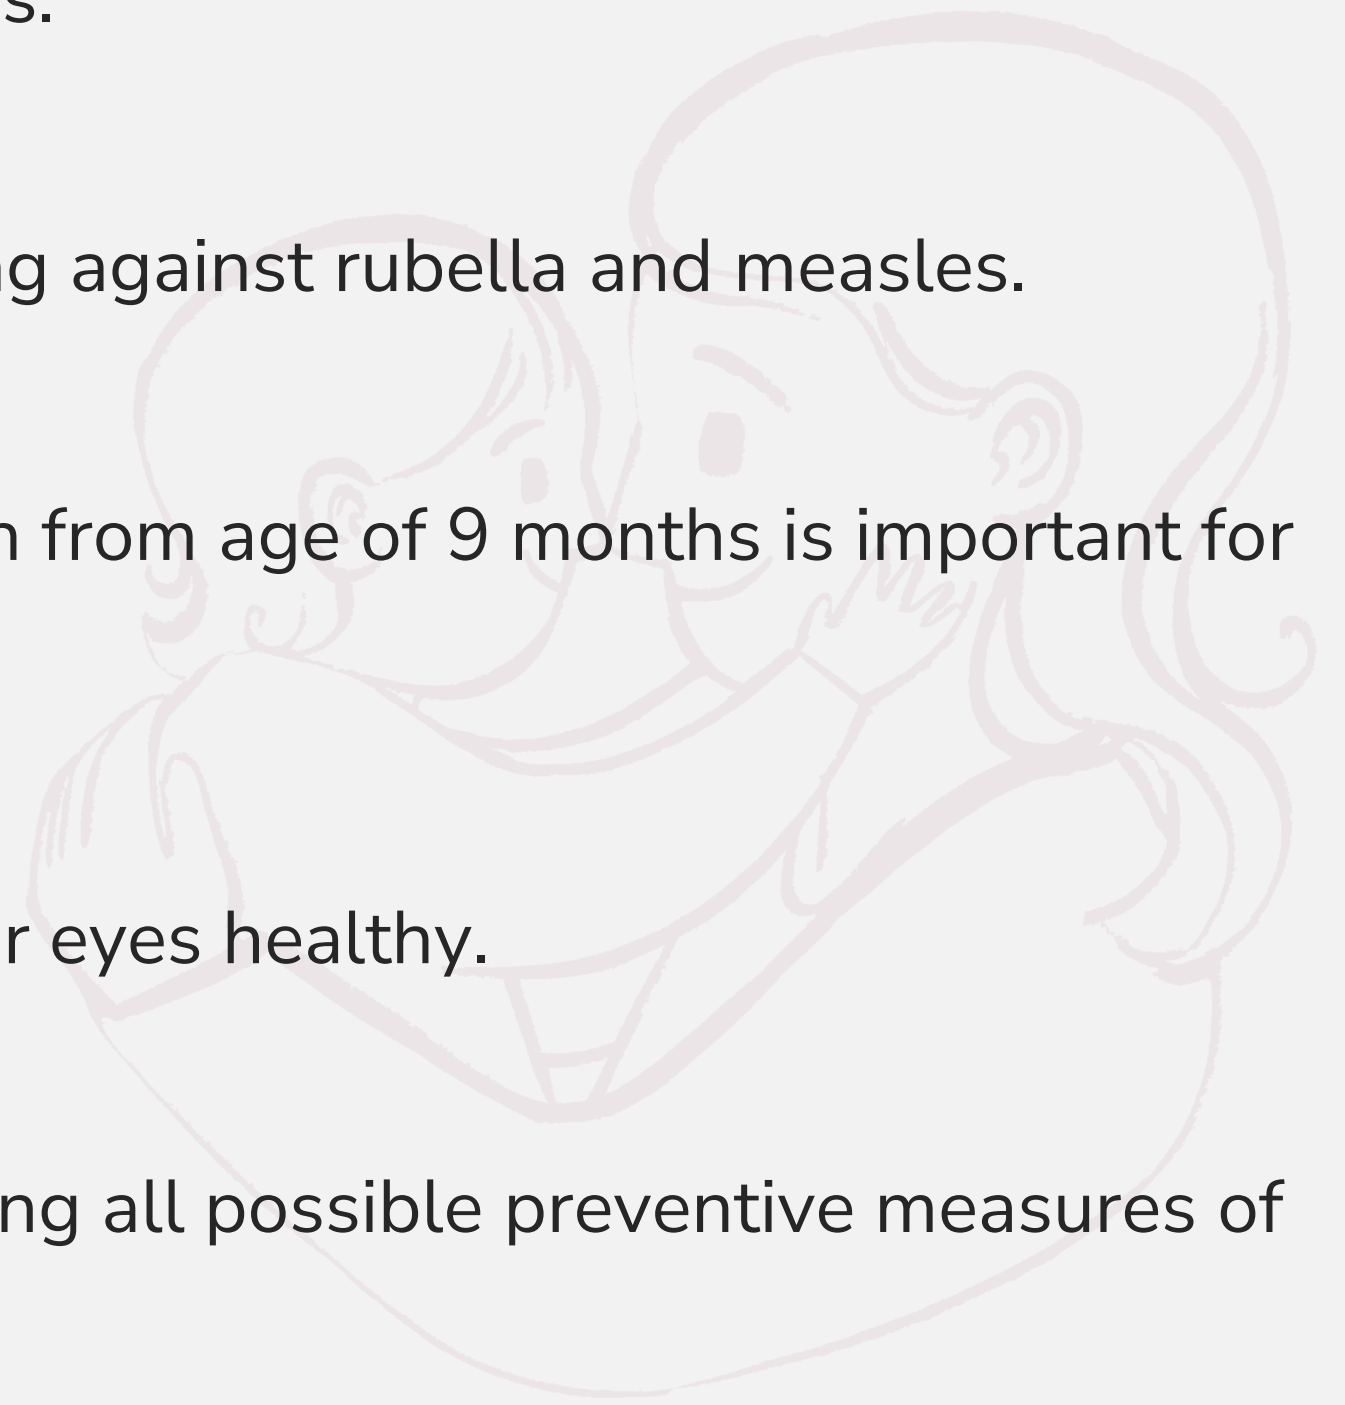 s.
ng against rubella and measles.
n from age of 9 months is important for
r eyes healthy.
ng all possible preventive measures of